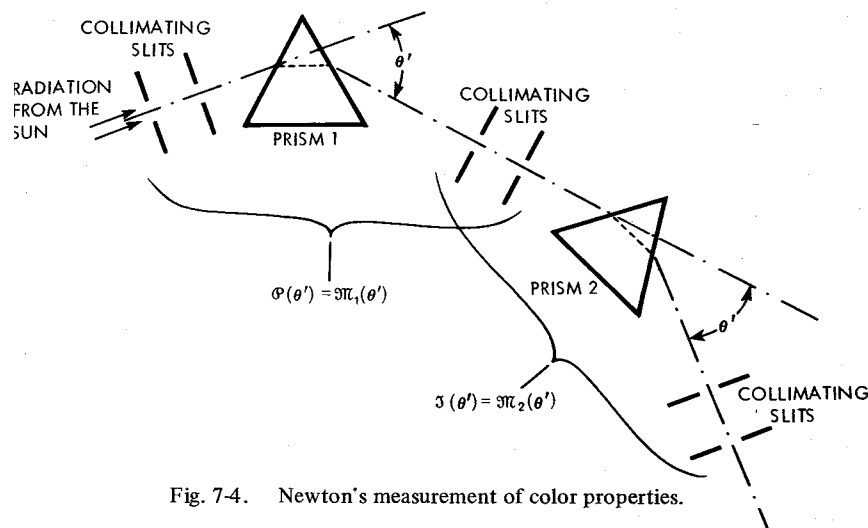 COLLIMATING
SLITS
RADIATION
FROM THE
SUN
θ'
PRISM 1
COLLIMATING
SLITS
𝒫(θ') = 𝔐₁(θ')
PRISM 2
θ'
ℑ(θ') = 𝔐₂(θ')
COLLIMATING
SLITS
Fig. 7-4. Newton's measurement of color properties.